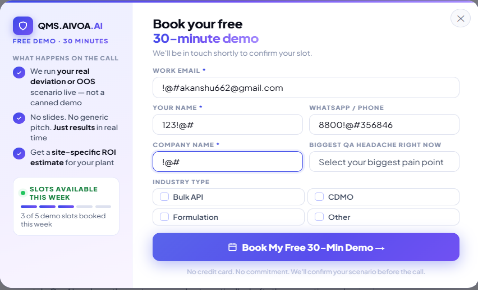 QMS.AIVOA.AI
FREE DEMO · 30 MINUTES
WHAT HAPPENS ON THE CALL
We run your real
deviation or OOS
scenario live — not a
canned demo
No slides. No generic
pitch. Just results in real
time
Get a site-specific ROI
estimate for your plant
SLOTS AVAILABLE
THIS WEEK
3 of 5 demo slots booked
this week
Book your free
30-minute demo
We'll be in touch shortly to confirm your slot.
WORK EMAIL *
!@#akanshu662@gmail.com
YOUR NAME *
WHATSAPP / PHONE
123!@#
8800!@#356846
COMPANY NAME *
BIGGEST QA HEADACHE RIGHT NOW
!@#
Select your biggest pain point
INDUSTRY TYPE
Bulk API
CDMO
Formulation
Other
Book My Free 30-Min Demo →
No credit card. No commitment. We'll confirm your scenario before the call.